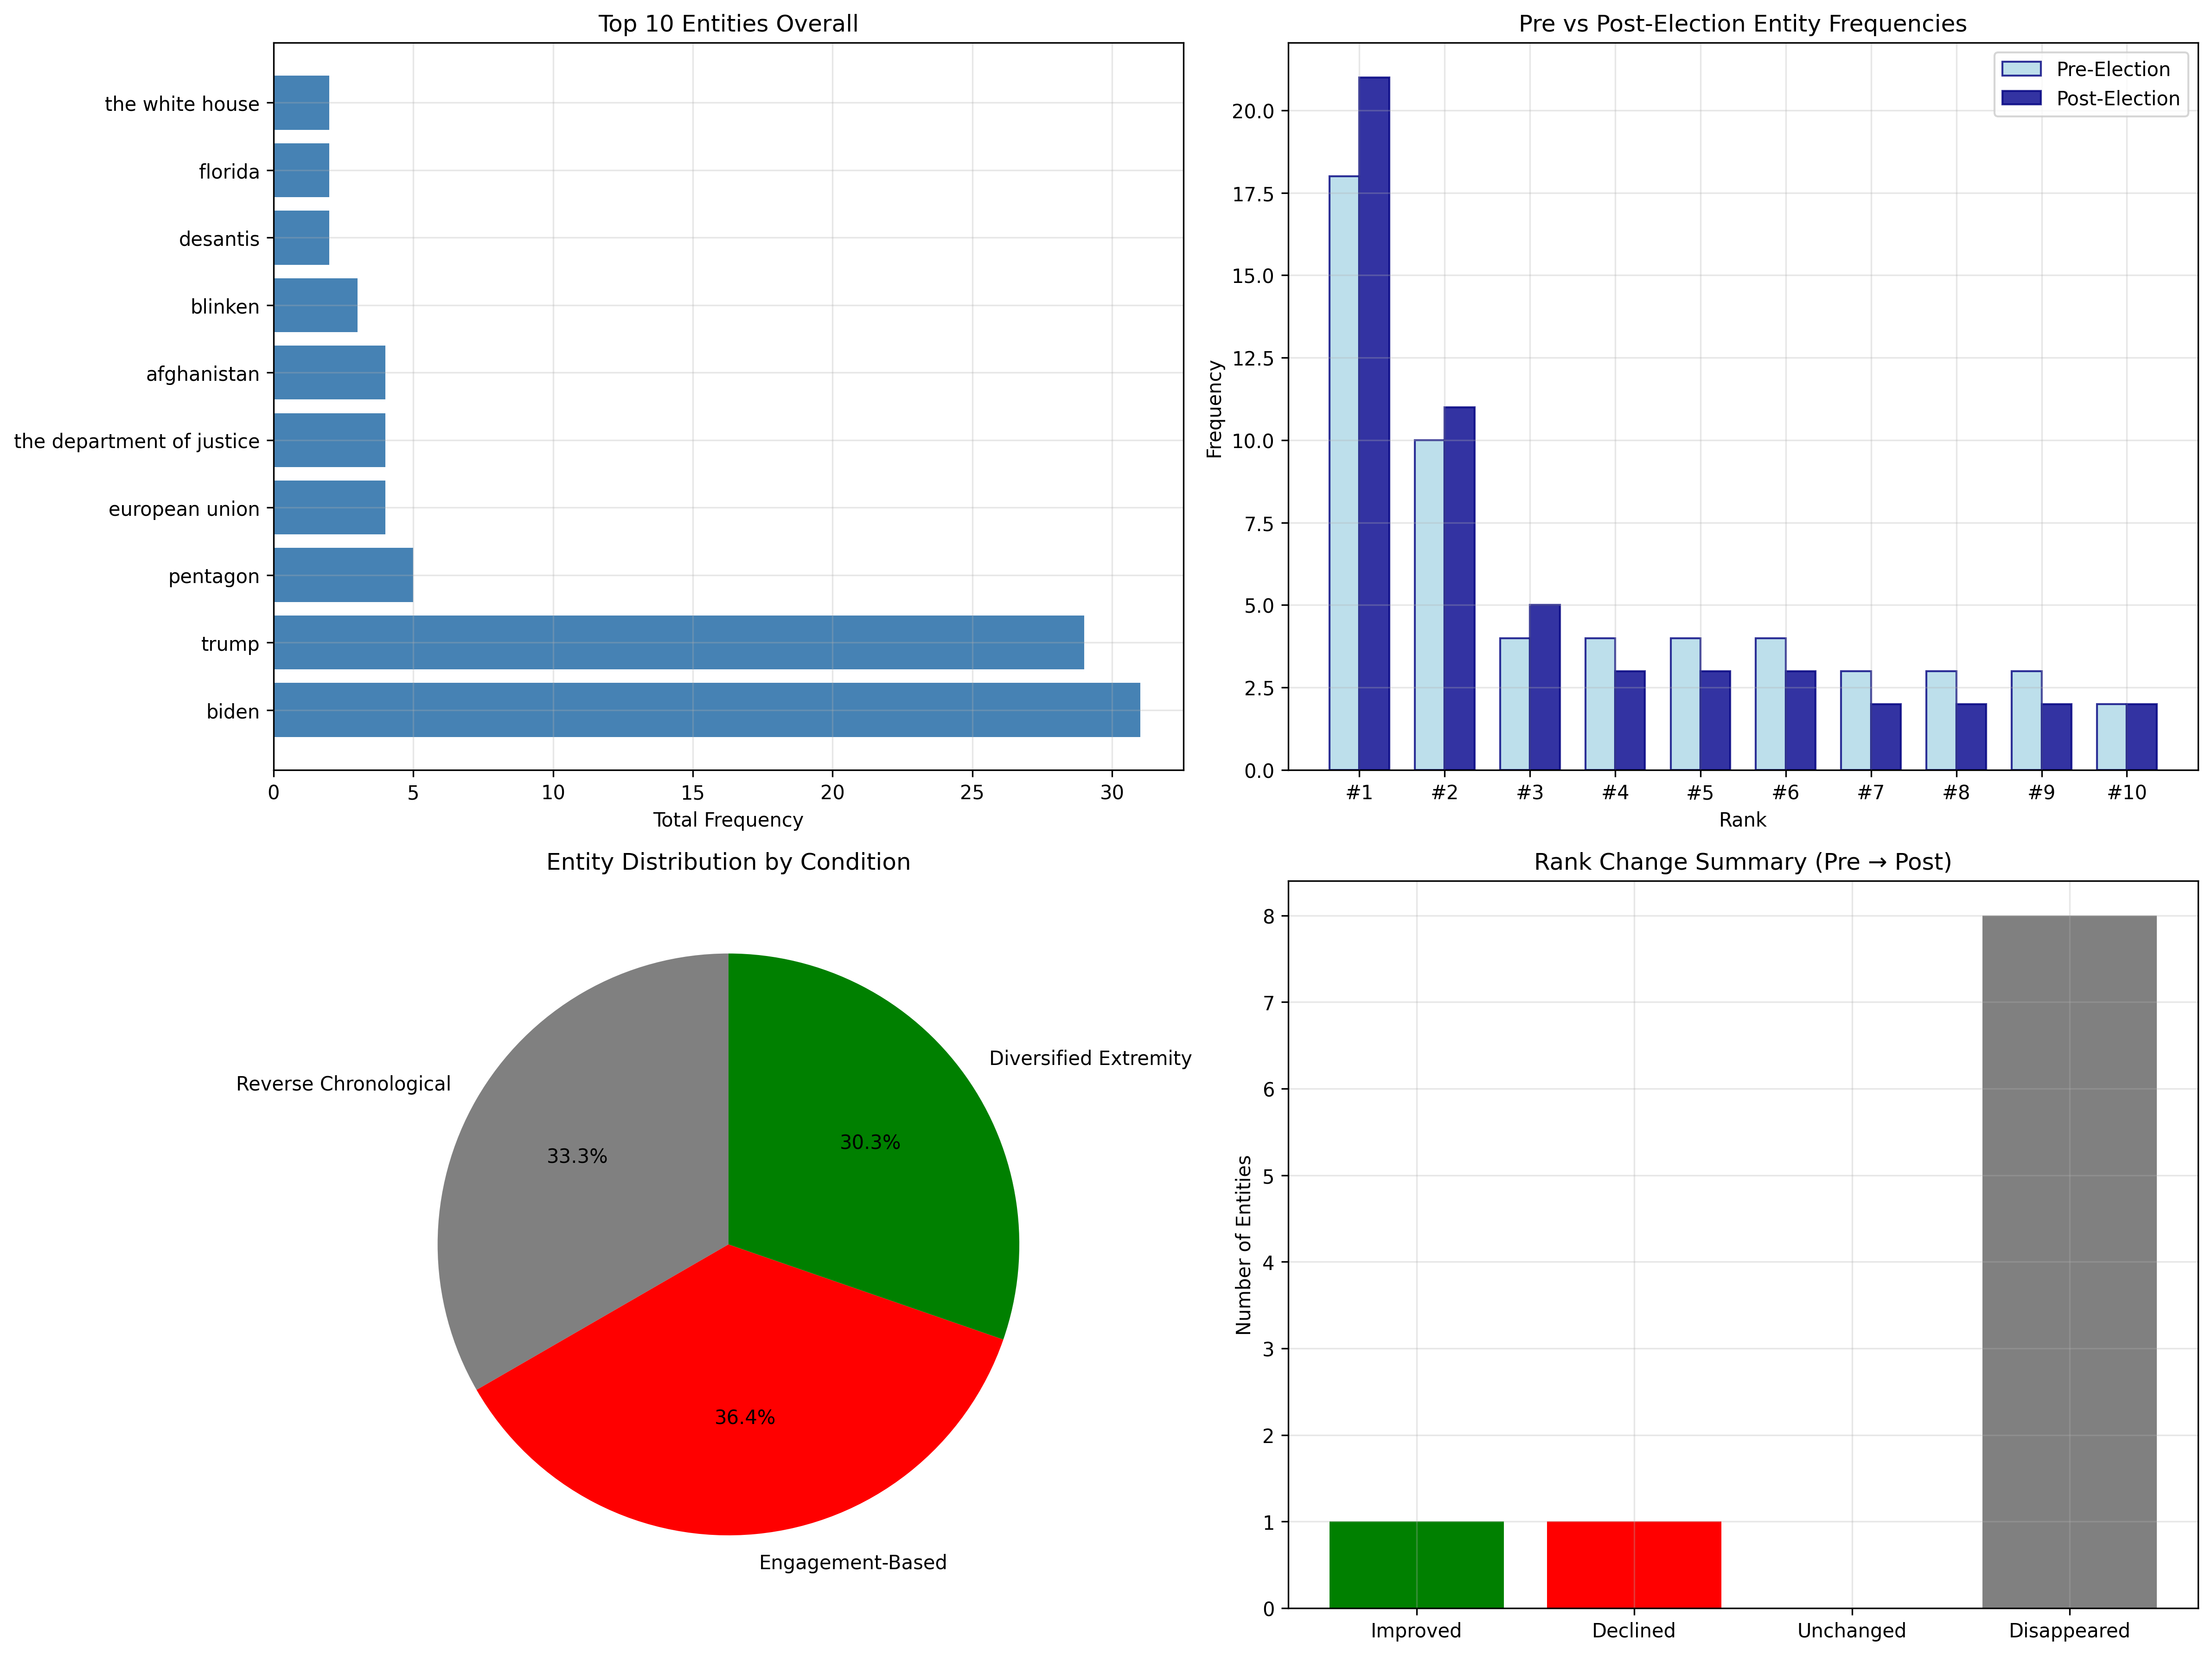 Top 10 Entities Overall
the white house
florida
desantis
blinken
afghanistan
the department of justice
european union
pentagon
trump
biden
0 5 10 15 20 25 30
Total Frequency
Pre vs Post-Election Entity Frequencies
Pre-Election
Post-Election
Frequency
20.0
17.5
15.0
12.5
10.0
7.5
5.0
2.5
0.0
#1 #2 #3 #4 #5 #6 #7 #8 #9 #10
Rank
Entity Distribution by Condition
Diversified Extremity
Reverse Chronological
30.3%
33.3%
36.4%
Engagement-Based
Rank Change Summary (Pre → Post)
Number of Entities
8
7
6
5
4
3
2
1
0
Improved Declined Unchanged Disappeared